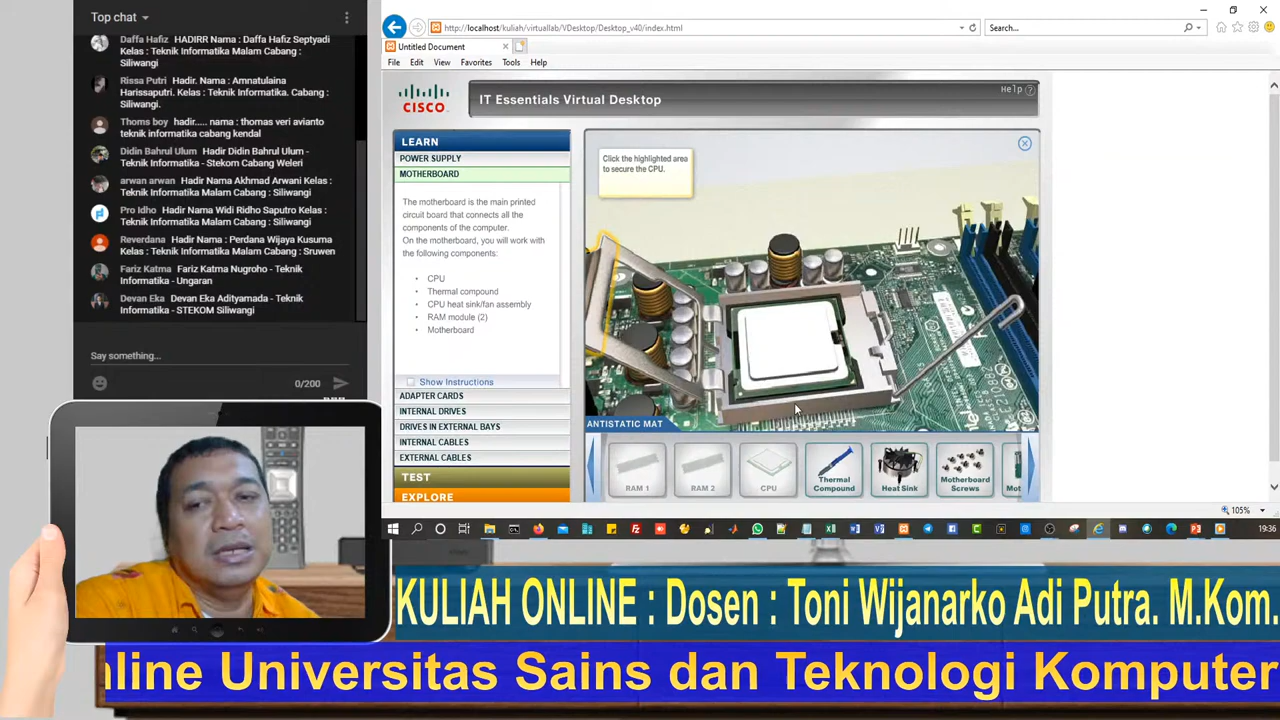 Top chat
Daffa Hafiz HADIRR Nama : Daffa Hafiz Septyadi
Kelas : Teknik Informatika Malam Cabang :
Siliwangi
Rissa Putri Hadir. Nama : Amnatulaina
Harissaputri. Kelas : Teknik Informatika. Cabang :
Siliwangi.
Thoms boy hadir..... nama : thomas veri avianto
teknik informatika cabang kendal
Didin Bahrul Ulum Hadir Didin Bahrul Ulum -
Teknik Informatika - Stekom Cabang Weleri
arwan arwan Hadir Nama Akhmad Arwani Kelas :
Teknik Informatika Malam Cabang : Siliwangi
Pro Idho Hadir Nama Widi Ridho Saputro Kelas :
Teknik Informatika Malam Cabang : Siliwangi
Reverdana Hadir Nama : Perdana Wijaya Kusuma
Kelas : Teknik Informatika Cabang : Sruwen
Fariz Katma Fariz Katma Nugroho - Teknik
Informatika - Ungaran
Devan Eka Devan Eka Adityamada - Teknik
Informatika - STEKOM Siliwangi
Say something...
0/200
http://localhost/kuliah/virtuallab/VDesktop/Desktop_v40/index.html
Search...
Untitled Document
File Edit View Favorites Tools Help
CISCO
IT Essentials Virtual Desktop
Help ?
LEARN
POWER SUPPLY
MOTHERBOARD
The motherboard is the main printed
circuit board that connects all the
components of the computer.
On the motherboard, you will work with
the following components:
• CPU
• Thermal compound
• CPU heat sink/fan assembly
• RAM module (2)
• Motherboard
Show Instructions
ADAPTER CARDS
INTERNAL DRIVES
DRIVES IN EXTERNAL BAYS
INTERNAL CABLES
EXTERNAL CABLES
TEST
EXPLORE
Click the highlighted area
to secure the CPU.
ANTISTATIC MAT
RAM 1
RAM 2
CPU
Thermal
Compound
Heat Sink
Motherboard
Screws
105%
19:36
KULIAH ONLINE : Dosen : Toni Wijanarko Adi Putra. M.Kom.
nline Universitas Sains dan Teknologi Komputer